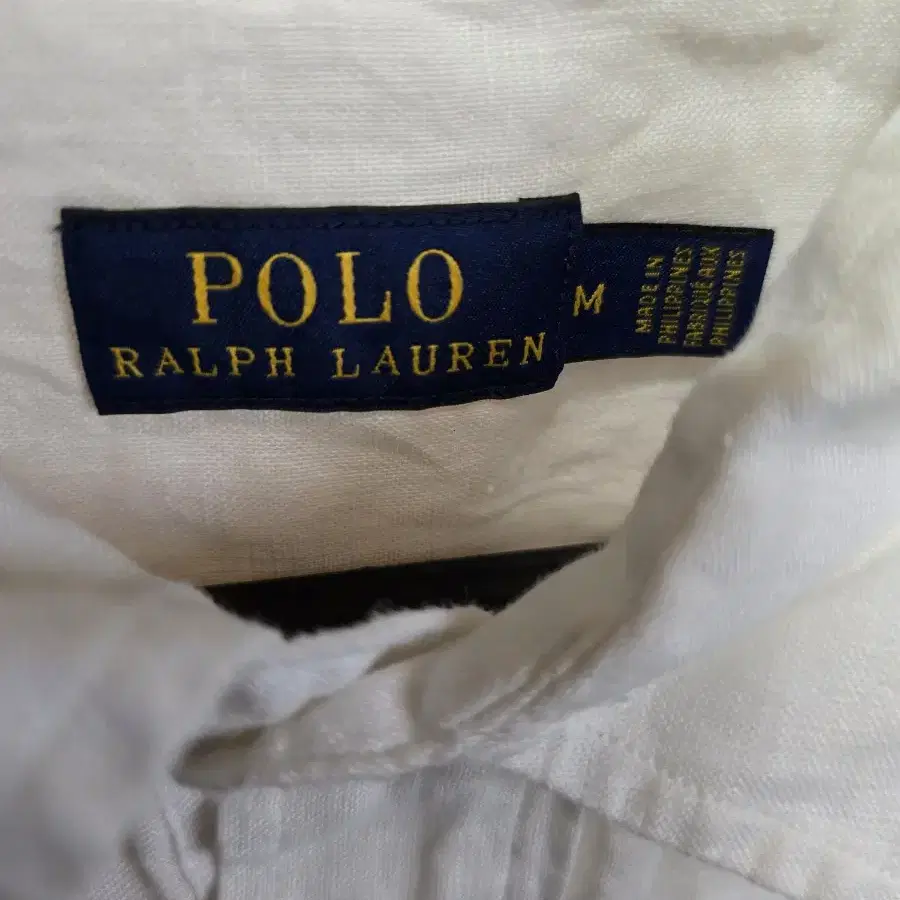 POLO
RALPH LAUREN
M
MADE IN
PHILIPPINES
FABRIQUÉ AUX
PHILIPPINES